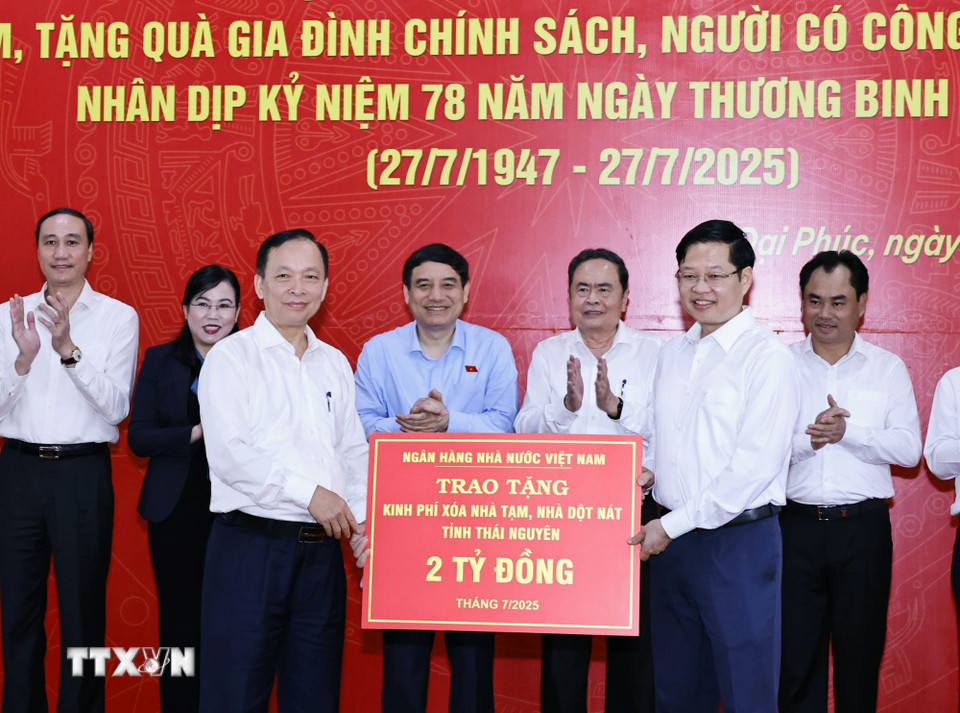 M, TẶNG QUÀ GIA ĐÌNH CHÍNH SÁCH, NGƯỜI CÓ CÔNG
NHÂN DỊP KỶ NIỆM 78 NĂM NGÀY THƯƠNG BINH
(27/7/1947 - 27/7/2025)
Đại Phúc, ngày
NGÂN HÀNG NHÀ NƯỚC VIỆT NAM
TRAO TẶNG
KINH PHÍ XÓA NHÀ TẠM, NHÀ DỘT NÁT
TỈNH THÁI NGUYÊN
2 TỶ ĐỒNG
THÁNG 7/2025
TTXVN